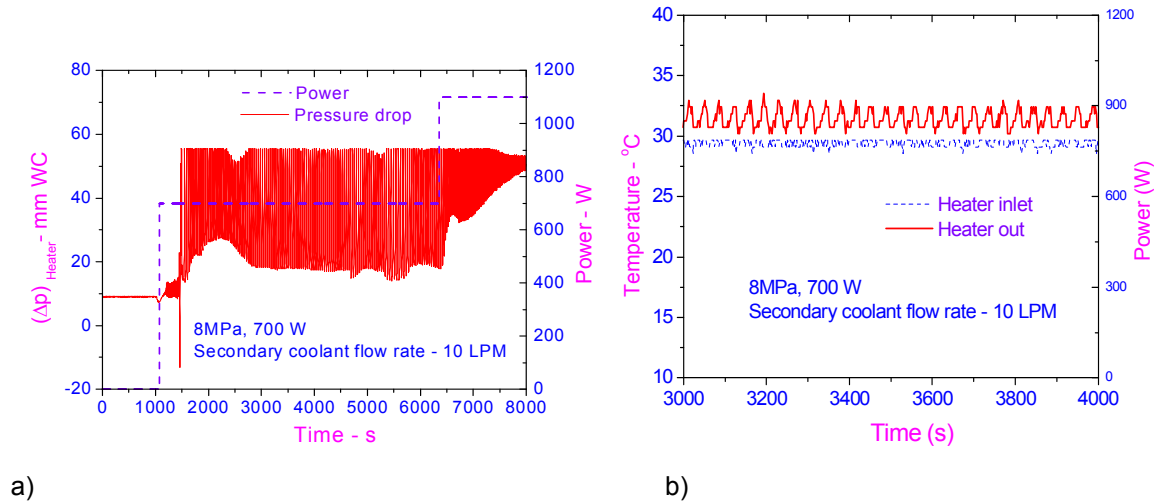 80
60
40
20
0
-20
(Δp) Heater - mm WC
Power
Pressure drop
8MPa, 700 W
Secondary coolant flow rate - 10 LPM
1200
1000
800
600
400
200
0
Power - W
0 1000 2000 3000 4000 5000 6000 7000 8000
Time - s
a)
40
35
30
25
20
15
10
Temperature - °C
Heater inlet
Heater out
8MPa, 700 W
Secondary coolant flow rate - 10 LPM
1200
900
600
300
0
Power (W)
3000 3200 3400 3600 3800 4000
Time (s)
b)